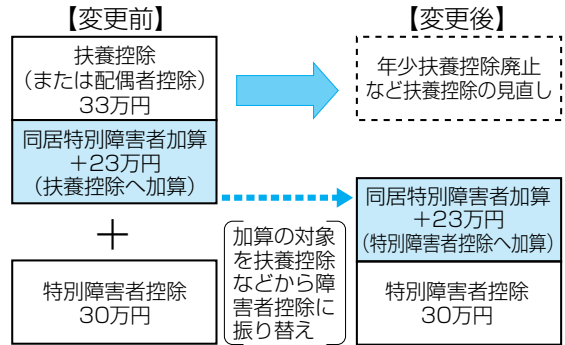 【変更前】
扶養控除
(または配偶者控除)
33万円
同居特別障害者加算
+23万円
(扶養控除へ加算)
+
特別障害者控除
30万円
加算の対象
を扶養控除
などから障
害者控除に
振り替え
【変更後】
年少扶養控除廃止
など扶養控除の見直し
同居特別障害者加算
+23万円
(特別障害者控除へ加算)
特別障害者控除
30万円